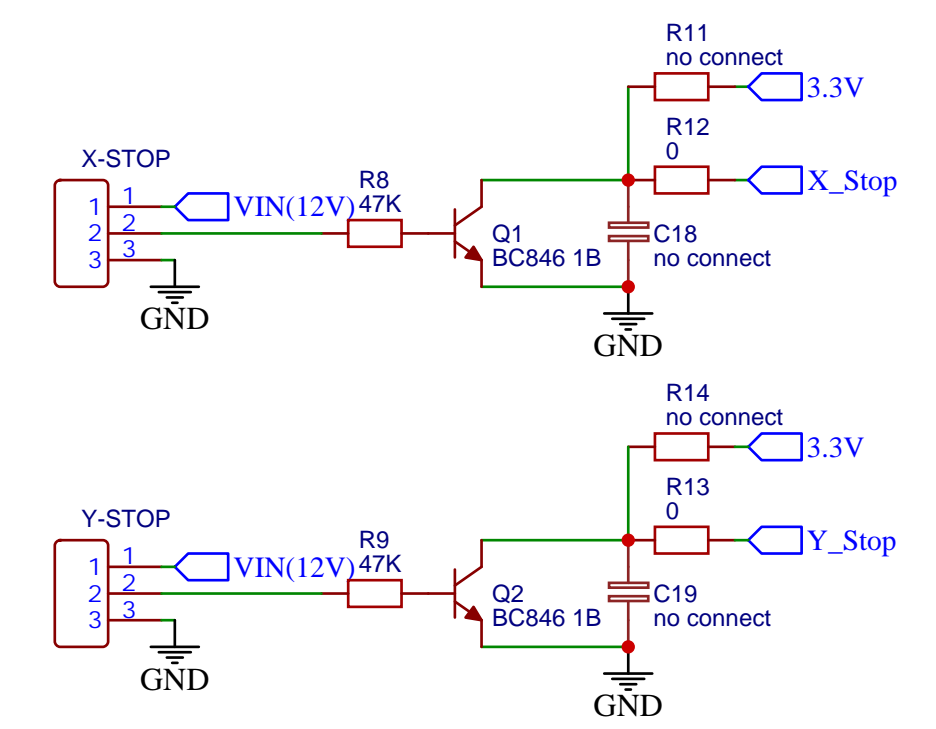 R11
no connect
3.3V
R12
0
X_Stop
X-STOP
1 1
VIN(12V)
2 2
3 3
GND
R8
47K
Q1
BC846 1B
C18
no connect
GND
R14
no connect
3.3V
R13
0
Y_Stop
Y-STOP
1 1
VIN(12V)
2 2
3 3
GND
R9
47K
Q2
BC846 1B
C19
no connect
GND